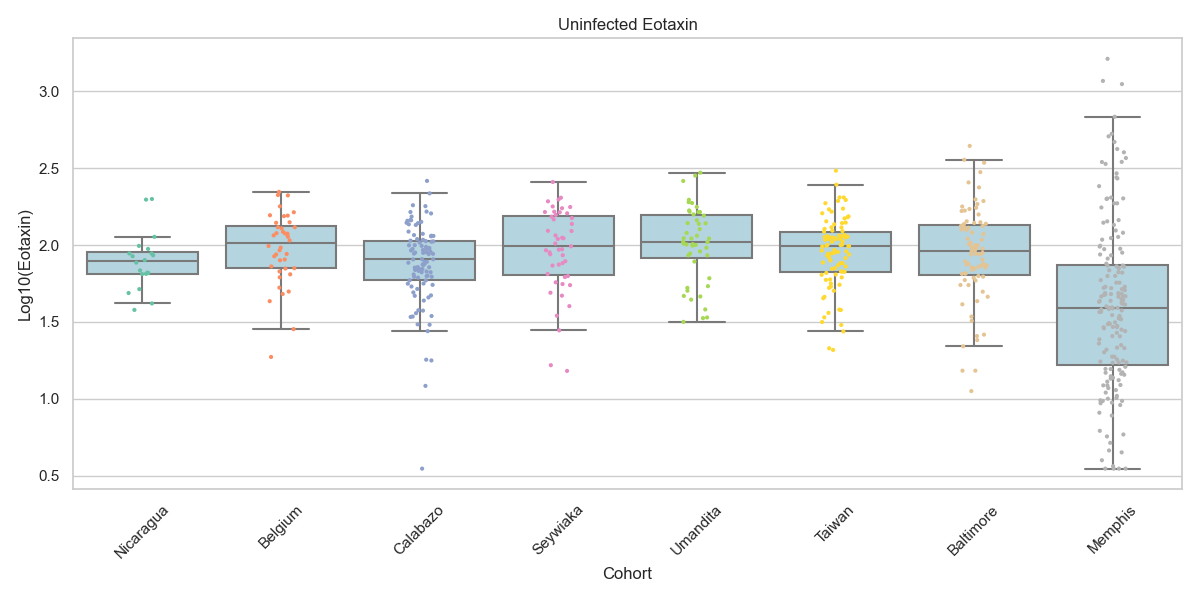 Uninfected Eotaxin
Log10(Eotaxin)
3.0
2.5
2.0
1.5
1.0
0.5
Nicaragua
Belgium
Calabazo
Seywiaka
Umandita
Taiwan
Baltimore
Memphis
Cohort